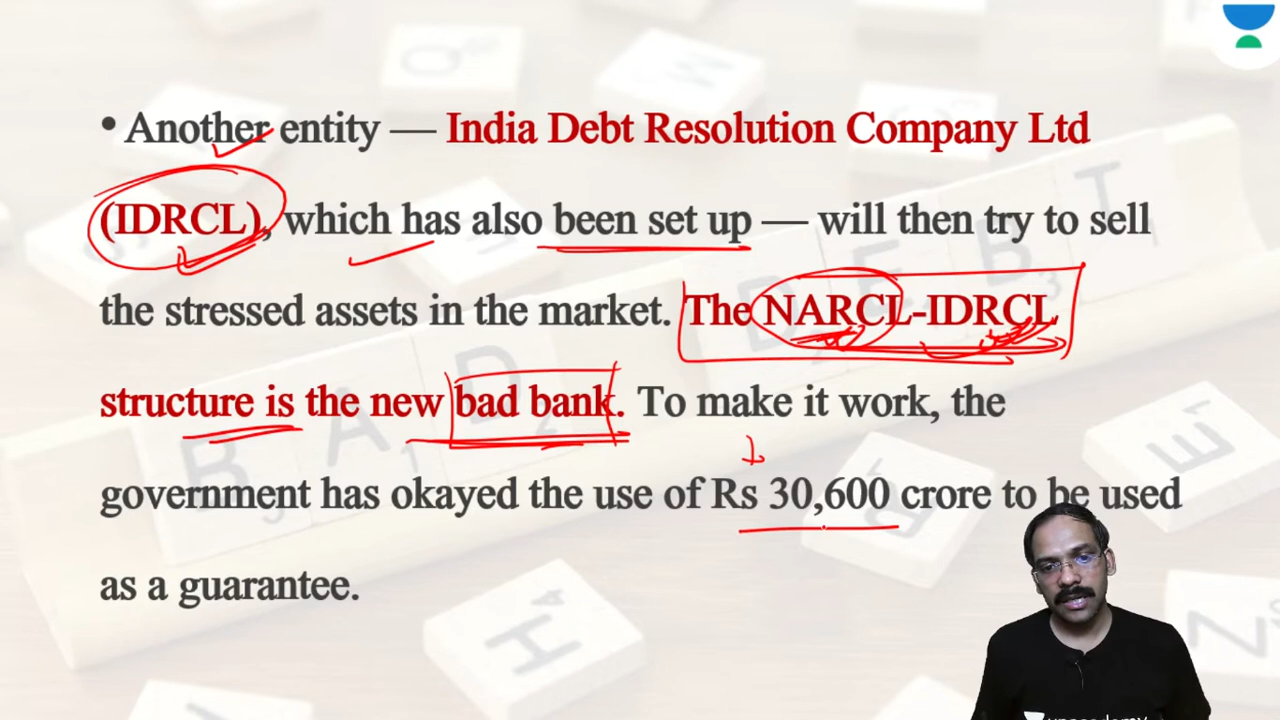 • Another entity — India Debt Resolution Company Ltd
(IDRCL), which has also been set up — will then try to sell
the stressed assets in the market. The NARCL-IDRCL
structure is the new bad bank. To make it work, the
government has okayed the use of Rs 30,600 crore to be used
as a guarantee.